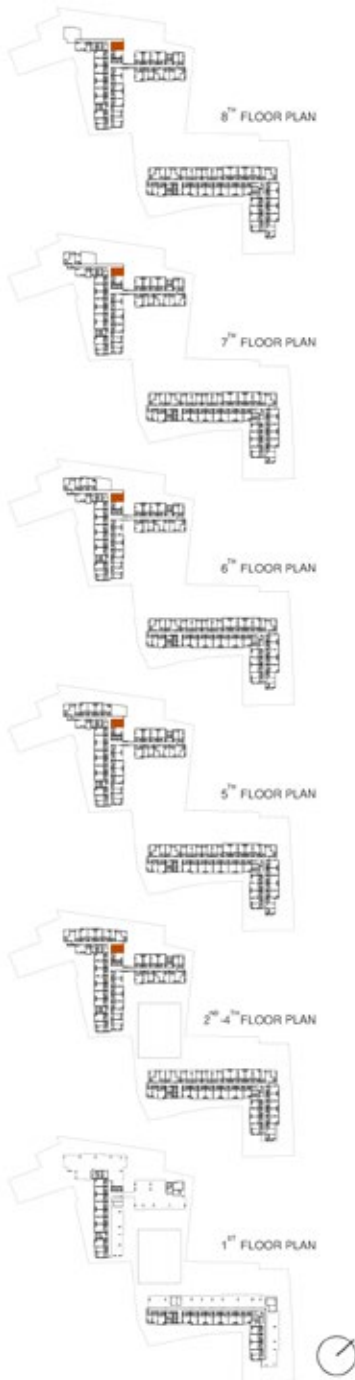 8TH FLOOR PLAN
7TH FLOOR PLAN
6TH FLOOR PLAN
5TH FLOOR PLAN
2ND-4TH FLOOR PLAN
1ST FLOOR PLAN